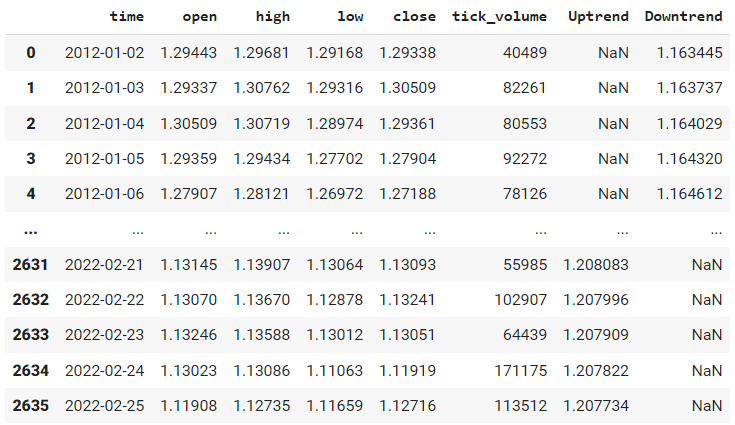 time open high low close tick_volume Uptrend Downtrend
0 2012-01-02 1.29443 1.29681 1.29168 1.29338 40489 NaN 1.163445
1 2012-01-03 1.29337 1.30762 1.29316 1.30509 82261 NaN 1.163737
2 2012-01-04 1.30509 1.30719 1.28974 1.29361 80553 NaN 1.164029
3 2012-01-05 1.29359 1.29434 1.27702 1.27904 92272 NaN 1.164320
4 2012-01-06 1.27907 1.28121 1.26972 1.27188 78126 NaN 1.164612
... ... ... ... ... ... ... ... ...
2631 2022-02-21 1.13145 1.13907 1.13064 1.13093 55985 1.208083 NaN
2632 2022-02-22 1.13070 1.13670 1.12878 1.13241 102907 1.207996 NaN
2633 2022-02-23 1.13246 1.13588 1.13012 1.13051 64439 1.207909 NaN
2634 2022-02-24 1.13023 1.13086 1.11063 1.11919 171175 1.207822 NaN
2635 2022-02-25 1.11908 1.12735 1.11659 1.12716 113512 1.207734 NaN